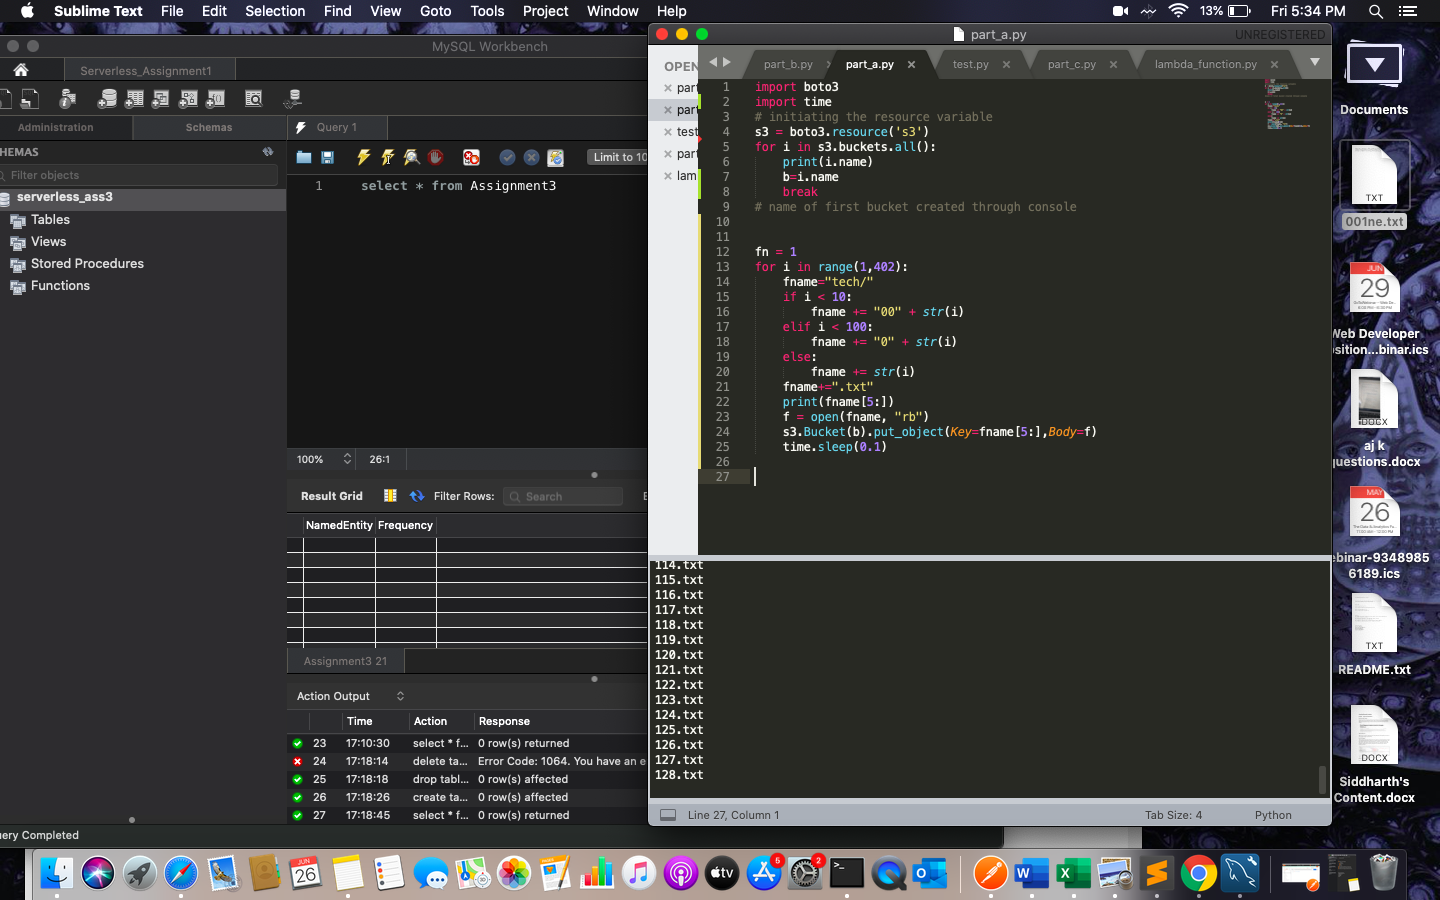 Sublime Text File Edit Selection Find View Goto Tools Project Window Help 13% Fri 5:34 PM
MySQL Workbench
Serverless_Assignment1
Administration Schemas
Query 1
HEMAS
Filter objects
serverless_ass3
Tables
Views
Stored Procedures
Functions
Limit to 10
1 select * from Assignment3
100% 26:1
Result Grid Filter Rows: Search E
NamedEntity Frequency
Assignment3 21
Action Output
Time Action Response
23 17:10:30 select * f... 0 row(s) returned
24 17:18:14 delete ta... Error Code: 1064. You have an e
25 17:18:18 drop tabl... 0 row(s) affected
26 17:18:26 create ta... 0 row(s) affected
27 17:18:45 select * f... 0 row(s) returned
uery Completed
part_a.py UNREGISTERED
OPEN
part
part
test
part
lam
part_b.py part_a.py test.py part_c.py lambda_function.py
1 import boto3
2 import time
3 # initiating the resource variable
4 s3 = boto3.resource('s3')
5 for i in s3.buckets.all():
6 print(i.name)
7 b=i.name
8 break
9 # name of first bucket created through console
10
11
12 fn = 1
13 for i in range(1,402):
14 fname="tech/"
15 if i < 10:
16 fname += "00" + str(i)
17 elif i < 100:
18 fname += "0" + str(i)
19 else:
20 fname += str(i)
21 fname+=".txt"
22 print(fname[5:])
23 f = open(fname, "rb")
24 s3.Bucket(b).put_object(Key=fname[5:],Body=f)
25 time.sleep(0.1)
26
27
114.txt
115.txt
116.txt
117.txt
118.txt
119.txt
120.txt
121.txt
122.txt
123.txt
124.txt
125.txt
126.txt
127.txt
128.txt
Line 27, Column 1 Tab Size: 4 Python
Documents
TXT
001ne.txt
JUN
29
Web Developer
sition...binar.ics
DOCX
aj k
uestions.docx
MAY
26
ebinar-9348985
6189.ics
TXT
README.txt
DOCX
Siddharth's
Content.docx
JUN
26
tv
5
2